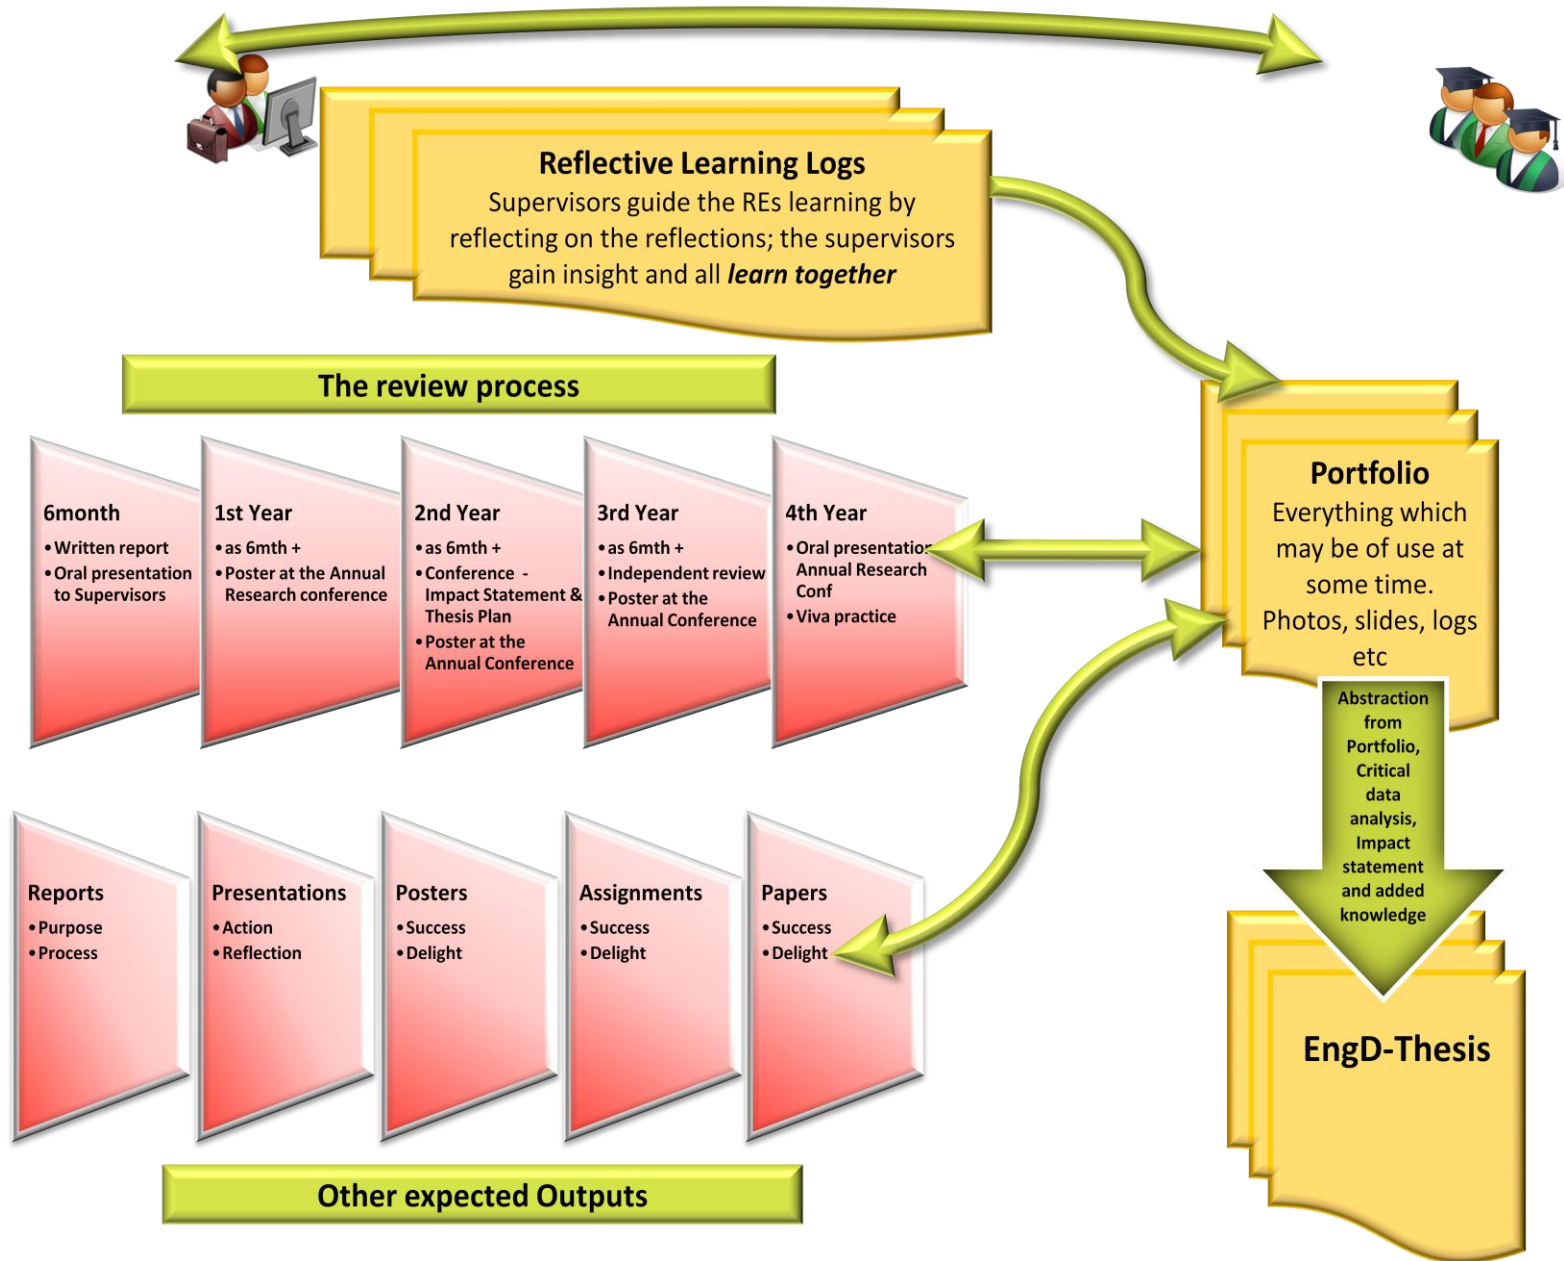 Reflective Learning Logs
Supervisors guide the REs learning by
reflecting on the reflections; the supervisors
gain insight and all learn together
The review process
6month
•Written report
•Oral presentation
to Supervisors
1st Year
•as 6mth +
•Poster at the Annual
Research conference
2nd Year
•as 6mth +
•Conference -
Impact Statement &
Thesis Plan
•Poster at the
Annual Conference
3rd Year
•as 6mth +
•Independent review
•Poster at the
Annual Conference
4th Year
•Oral presentation
Annual Research
Conf
•Viva practice
Portfolio
Everything which
may be of use at
some time.
Photos, slides, logs
etc
Abstraction
from
Portfolio,
Critical
data
analysis,
Impact
statement
and added
knowledge
Reports
•Purpose
•Process
Presentations
•Action
•Reflection
Posters
•Success
•Delight
Assignments
•Success
•Delight
Papers
•Success
•Delight
EngD-Thesis
Other expected Outputs